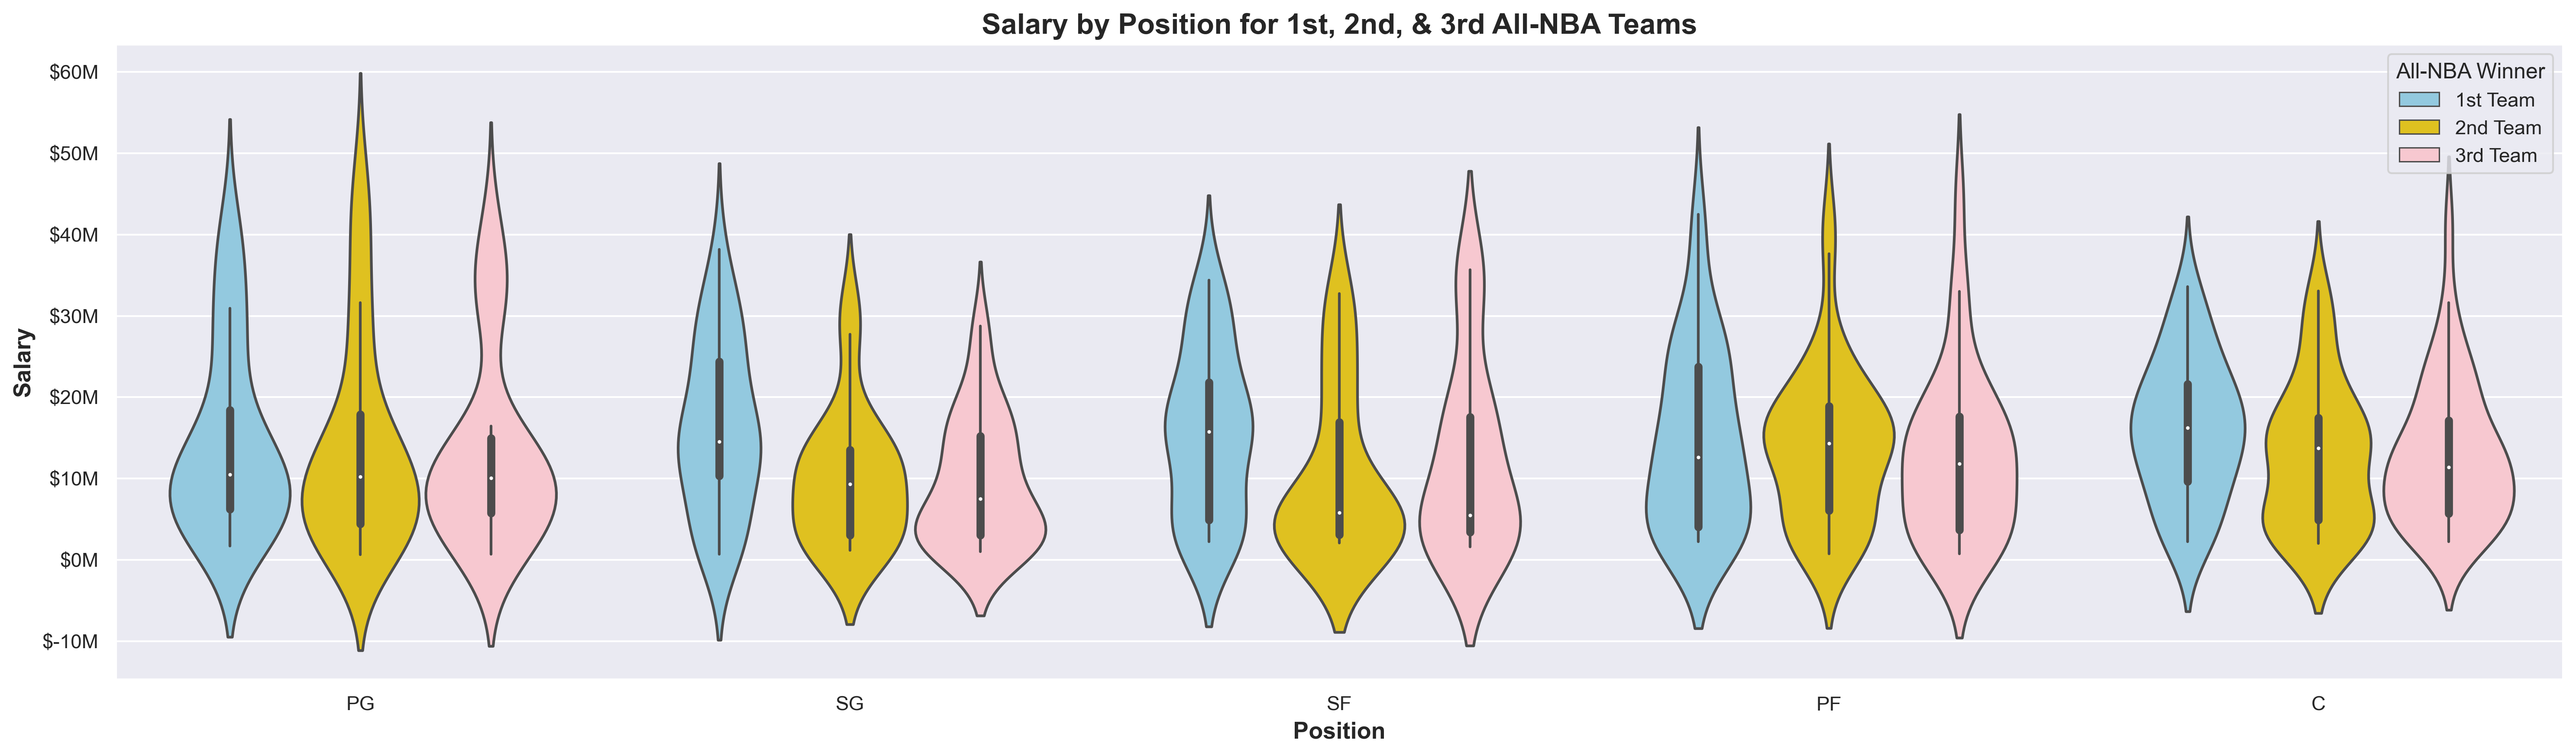 Salary by Position for 1st, 2nd, & 3rd All-NBA Teams
All-NBA Winner
1st Team
2nd Team
3rd Team
Salary
$60M
$50M
$40M
$30M
$20M
$10M
$0M
$-10M
PG SG SF PF C
Position